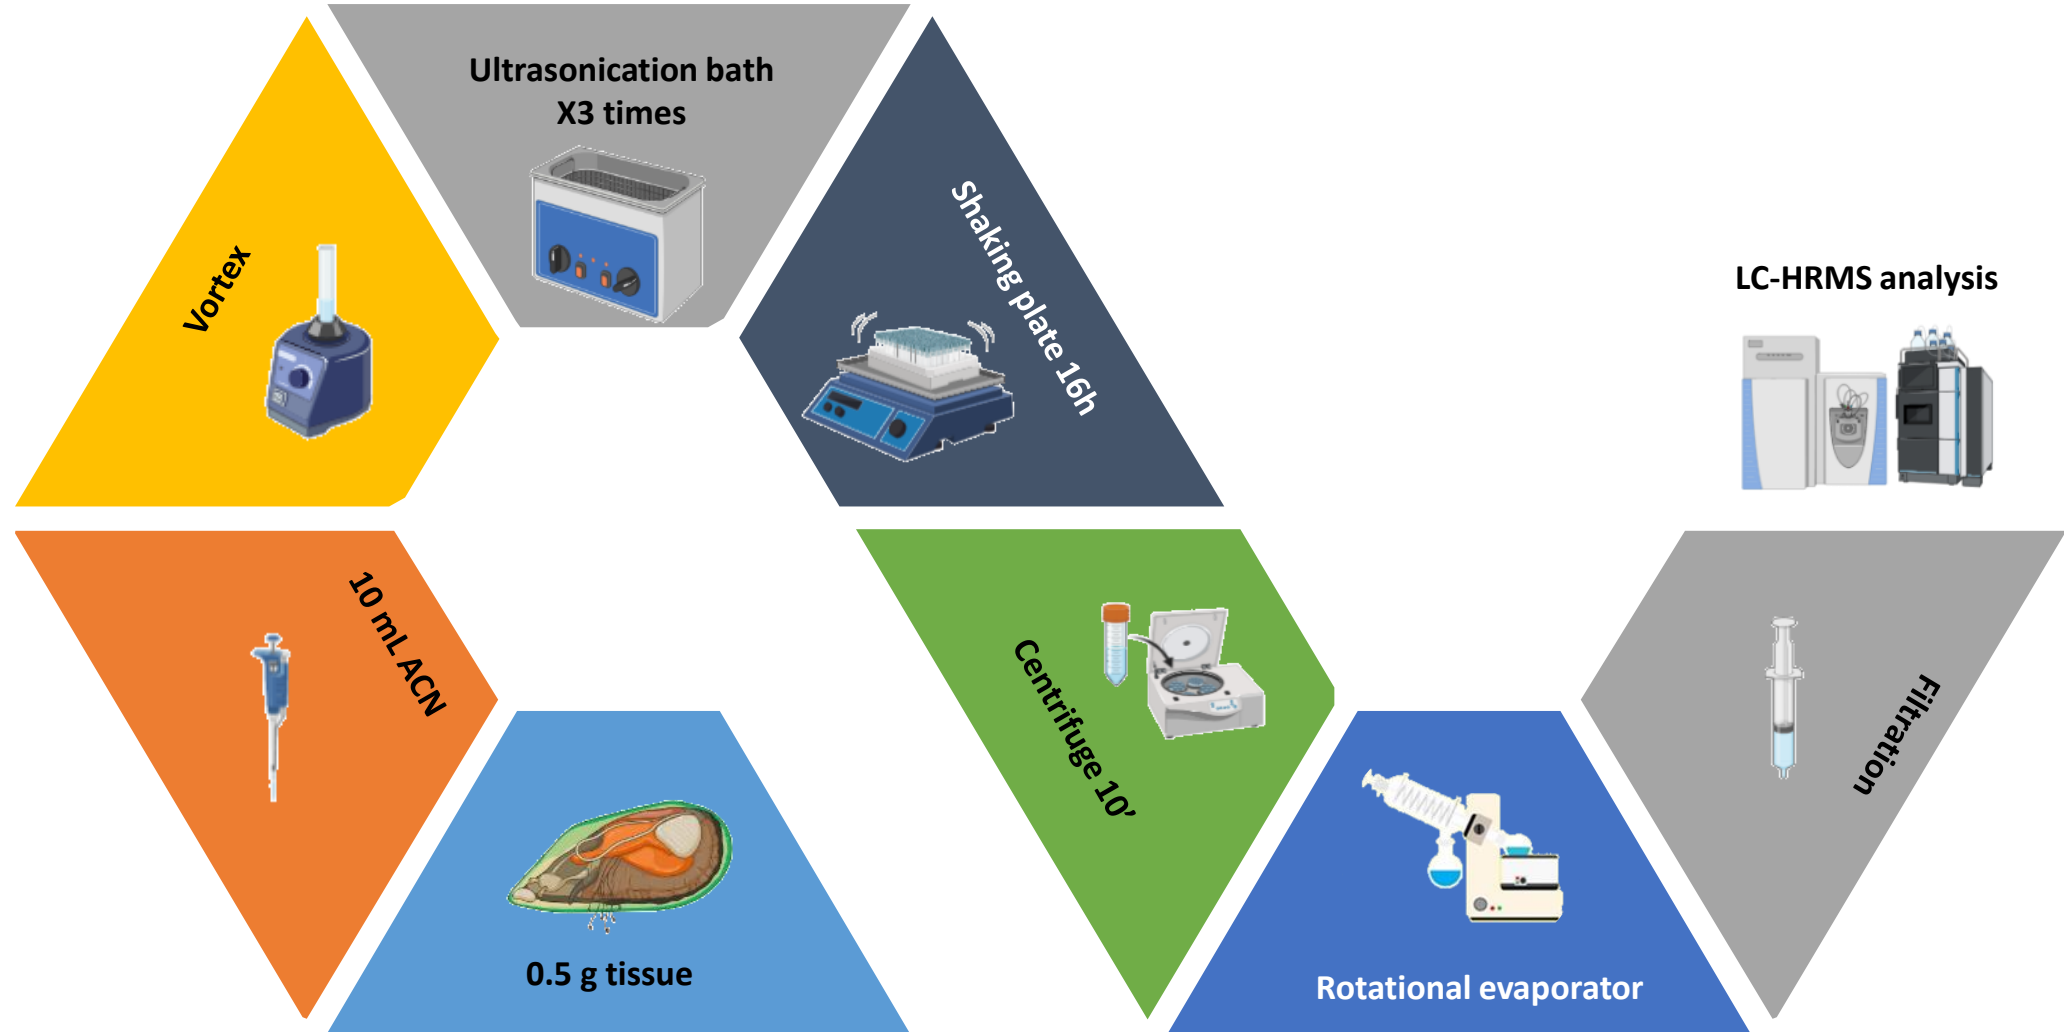 Ultrasonication bath
X3 times
Vortex
Shaking plate 16h
LC-HRMS analysis
10 mL ACN
Centrifuge 10’
Filtration
0.5 g tissue
Rotational evaporator